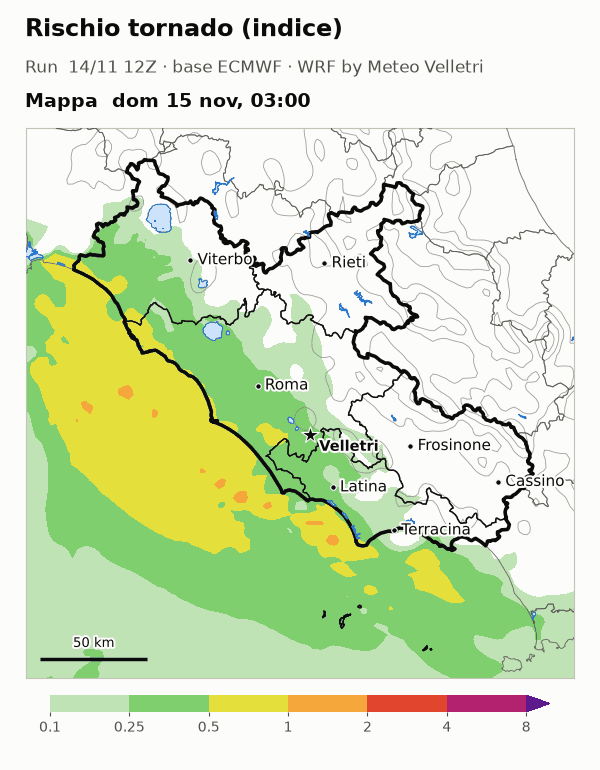 Rischio tornado (indice)
Run 14/11 12Z · base ECMWF · WRF by Meteo Velletri
Mappa dom 15 nov, 03:00
Viterbo
Rieti
Roma
Velletri
Frosinone
Cassino
Latina
Terracina
50 km
0.1 0.25 0.5 1 2 4 8